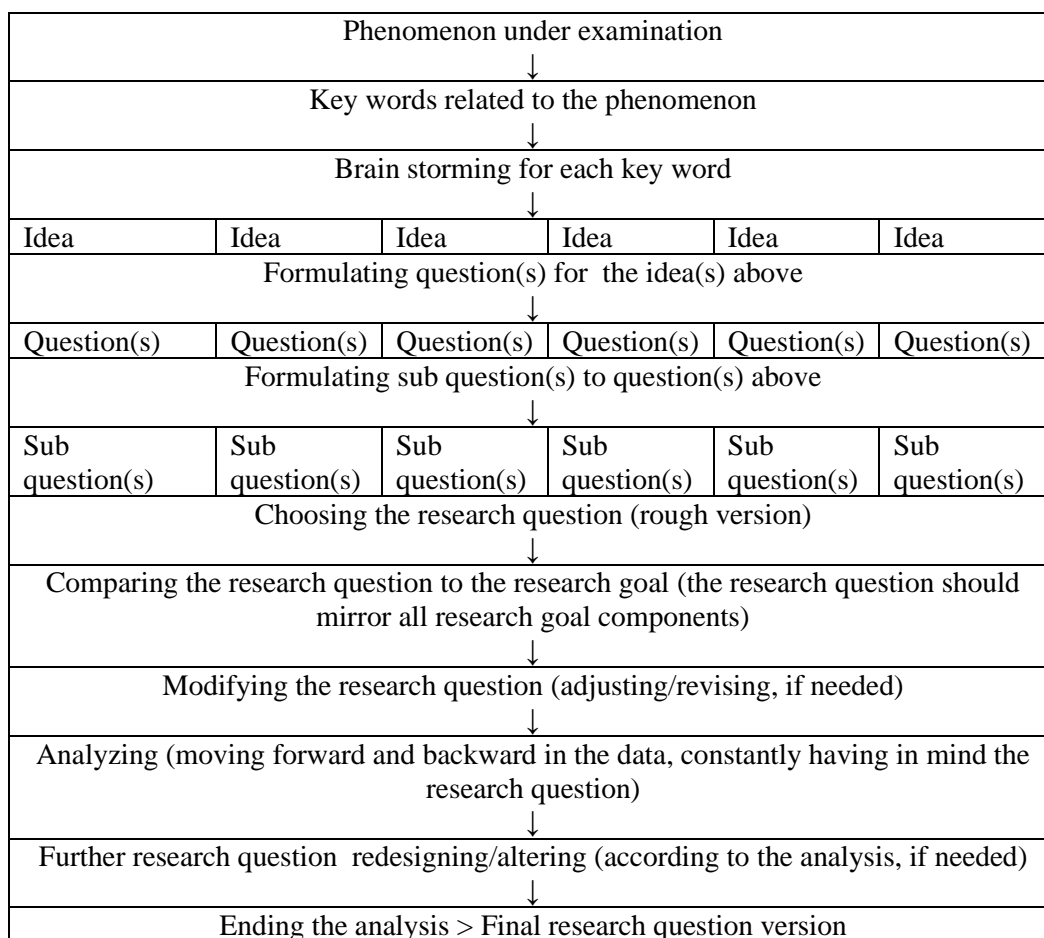 Phenomenon under examination
↓
Key words related to the phenomenon
↓
Brain storming for each key word
↓
Idea Idea Idea Idea Idea Idea
Formulating question(s) for the idea(s) above
↓
Question(s) Question(s) Question(s) Question(s) Question(s) Question(s)
Formulating sub question(s) to question(s) above
↓
Sub Sub Sub Sub Sub Sub
question(s) question(s) question(s) question(s) question(s) question(s)
Choosing the research question (rough version)
↓
Comparing the research question to the research goal (the research question should
mirror all research goal components)
↓
Modifying the research question (adjusting/revising, if needed)
↓
Analyzing (moving forward and backward in the data, constantly having in mind the
research question)
↓
Further research question redesigning/altering (according to the analysis, if needed)
↓
Ending the analysis > Final research question version